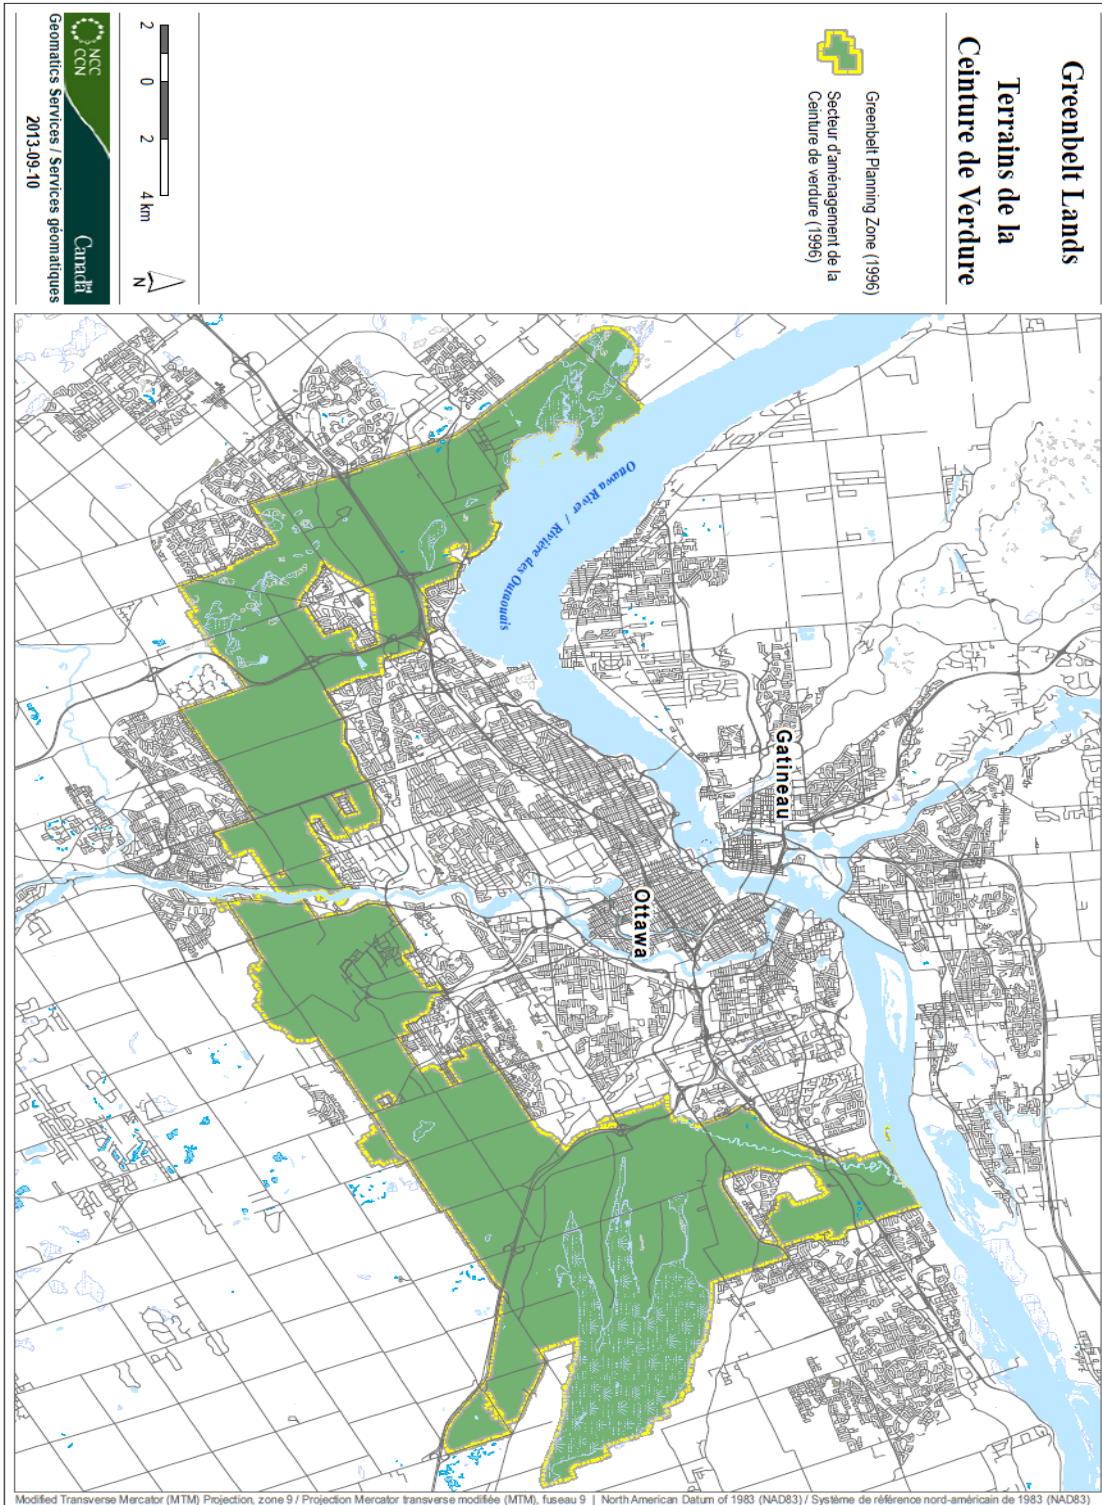 Greenbelt Lands
Terrains de la
Ceinture de Verdure
Greenbelt Planning Zone (1996)
Secteur d'aménagement de la
Ceinture de verdure (1996)
2 0 2 4 km
N
NCC
CCN
Canada
Geomatics Services / Services géomatiques
2013-09-10
Ottawa River / Rivière des Outaouais
Gatineau
Ottawa
Modified Transverse Mercator (MTM) Projection, zone 9 / Projection Mercator transverse modifiée (MTM), fuseau 9 | North American Datum of 1983 (NAD83) / Système de référence nord-américain de 1983 (NAD83)